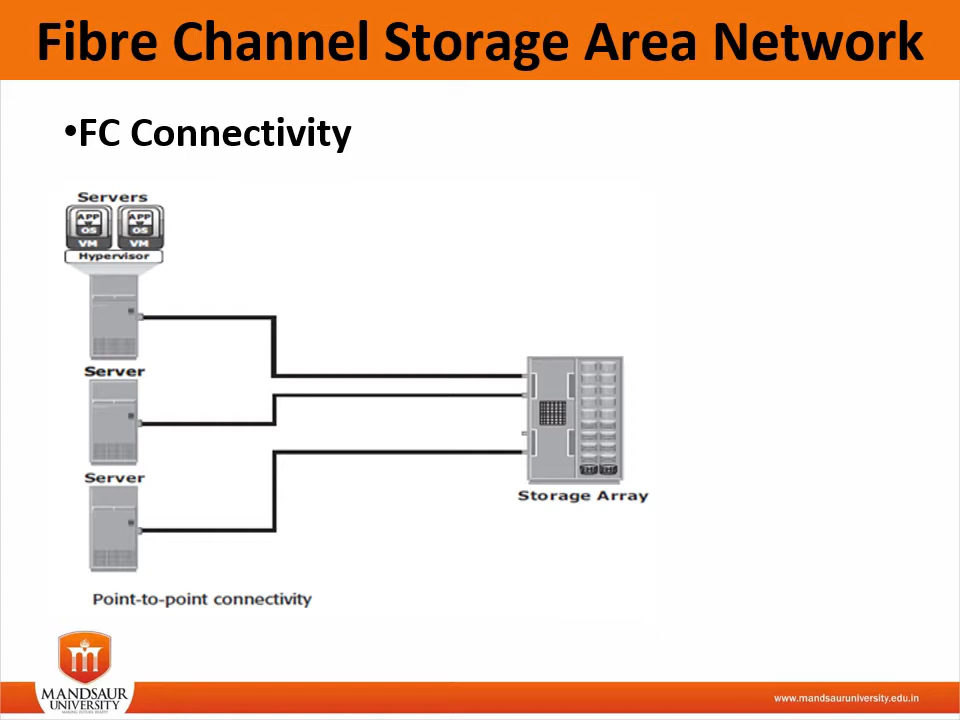 Fibre Channel Storage Area Network
•FC Connectivity
Servers
APP APP
OS OS
VM VM
Hypervisor
Server
Server
Storage Array
Point-to-point connectivity
MANDSAUR
UNIVERSITY
www.mandsauruniversity.edu.in